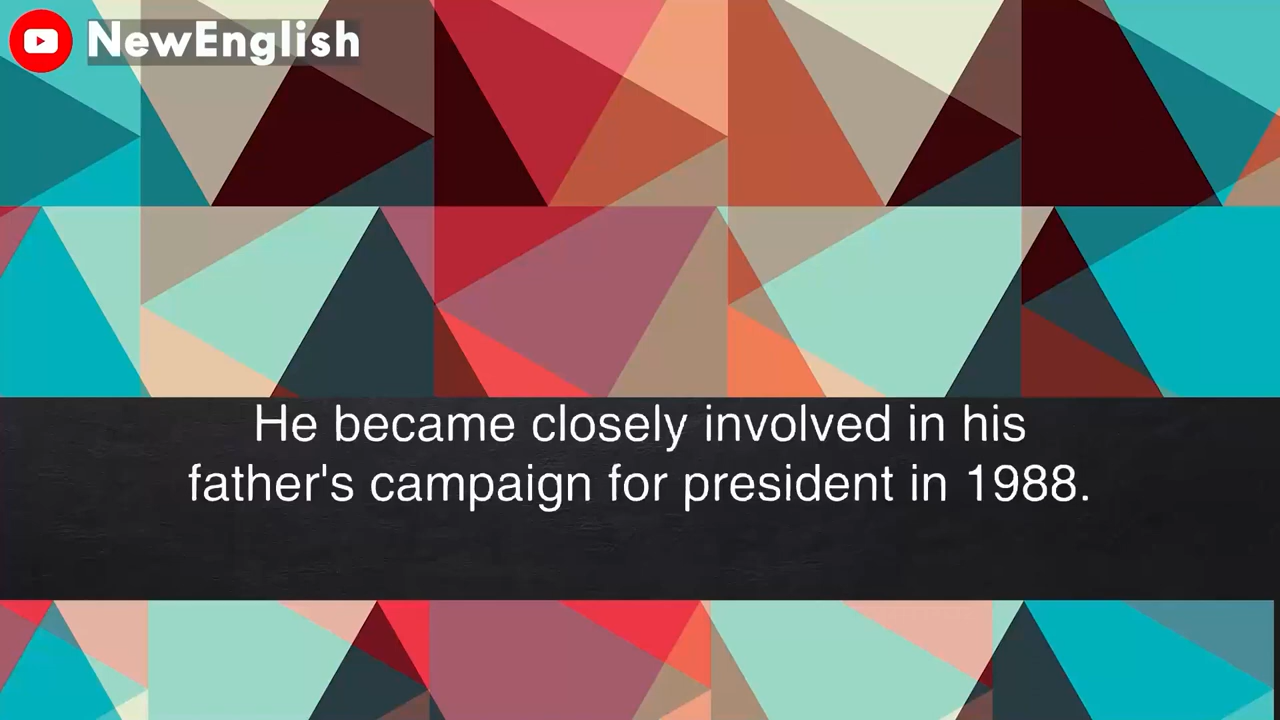 NewEnglish
He became closely involved in his
father's campaign for president in 1988.